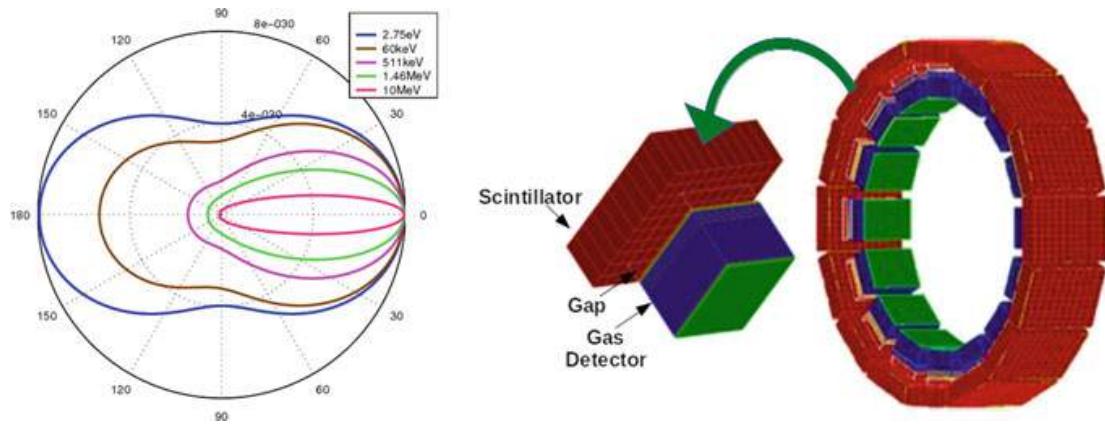 90
8e-030
120
60
2.75eV
60keV
511keV
1.46MeV
10MeV
150
4e-030
30
180
0
150
30
120
60
90
Scintillator
Gap
Gas
Detector